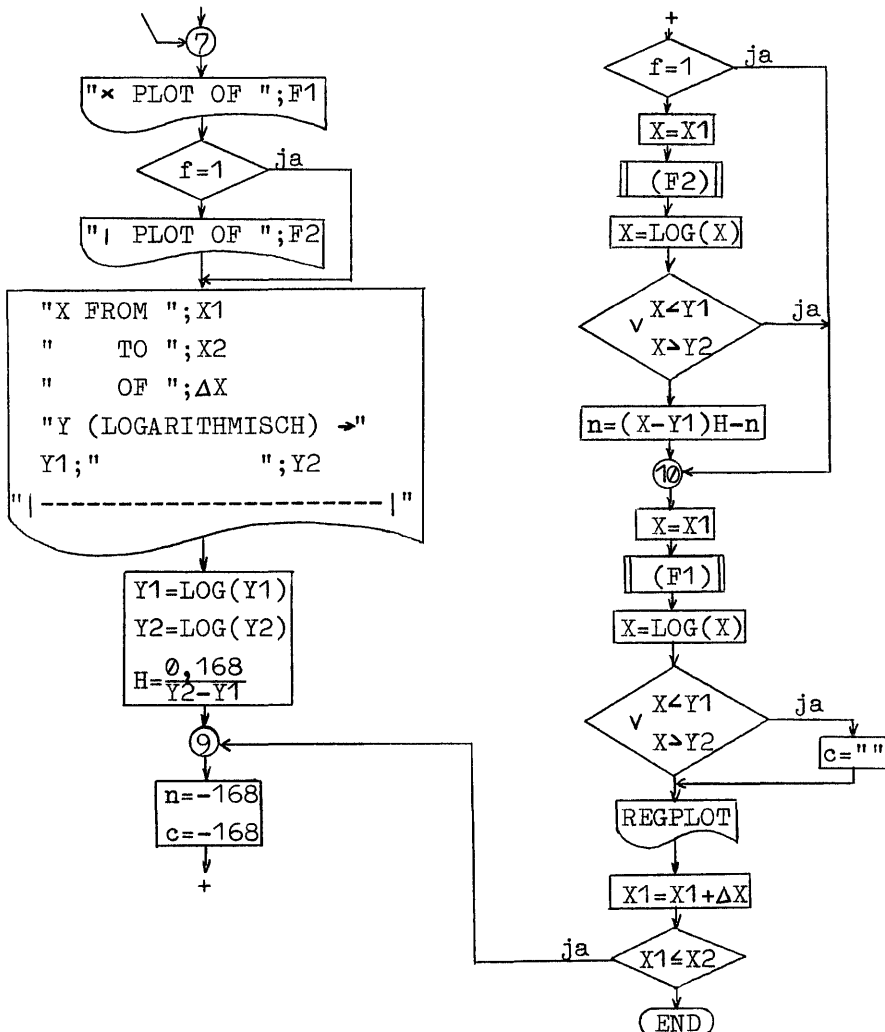 7
"× PLOT OF ";F1
f=1
ja
"| PLOT OF ";F2
"X FROM ";X1
"    TO ";X2
"    OF ";ΔX
"Y (LOGARITHMISCH) →"
Y1;"          ";Y2
"|---------------------------|"
Y1=LOG(Y1)
Y2=LOG(Y2)
H=0,168
Y2-Y1
9
n=-168
c=-168
+
+
f=1
ja
X=X1
(F2)
X=LOG(X)
X<Y1
v
X>Y2
ja
n=(X-Y1)H-n
10
X=X1
(F1)
X=LOG(X)
X<Y1
v
X>Y2
ja
c=""
REGPLOT
X1=X1+ΔX
X1≤X2
ja
END